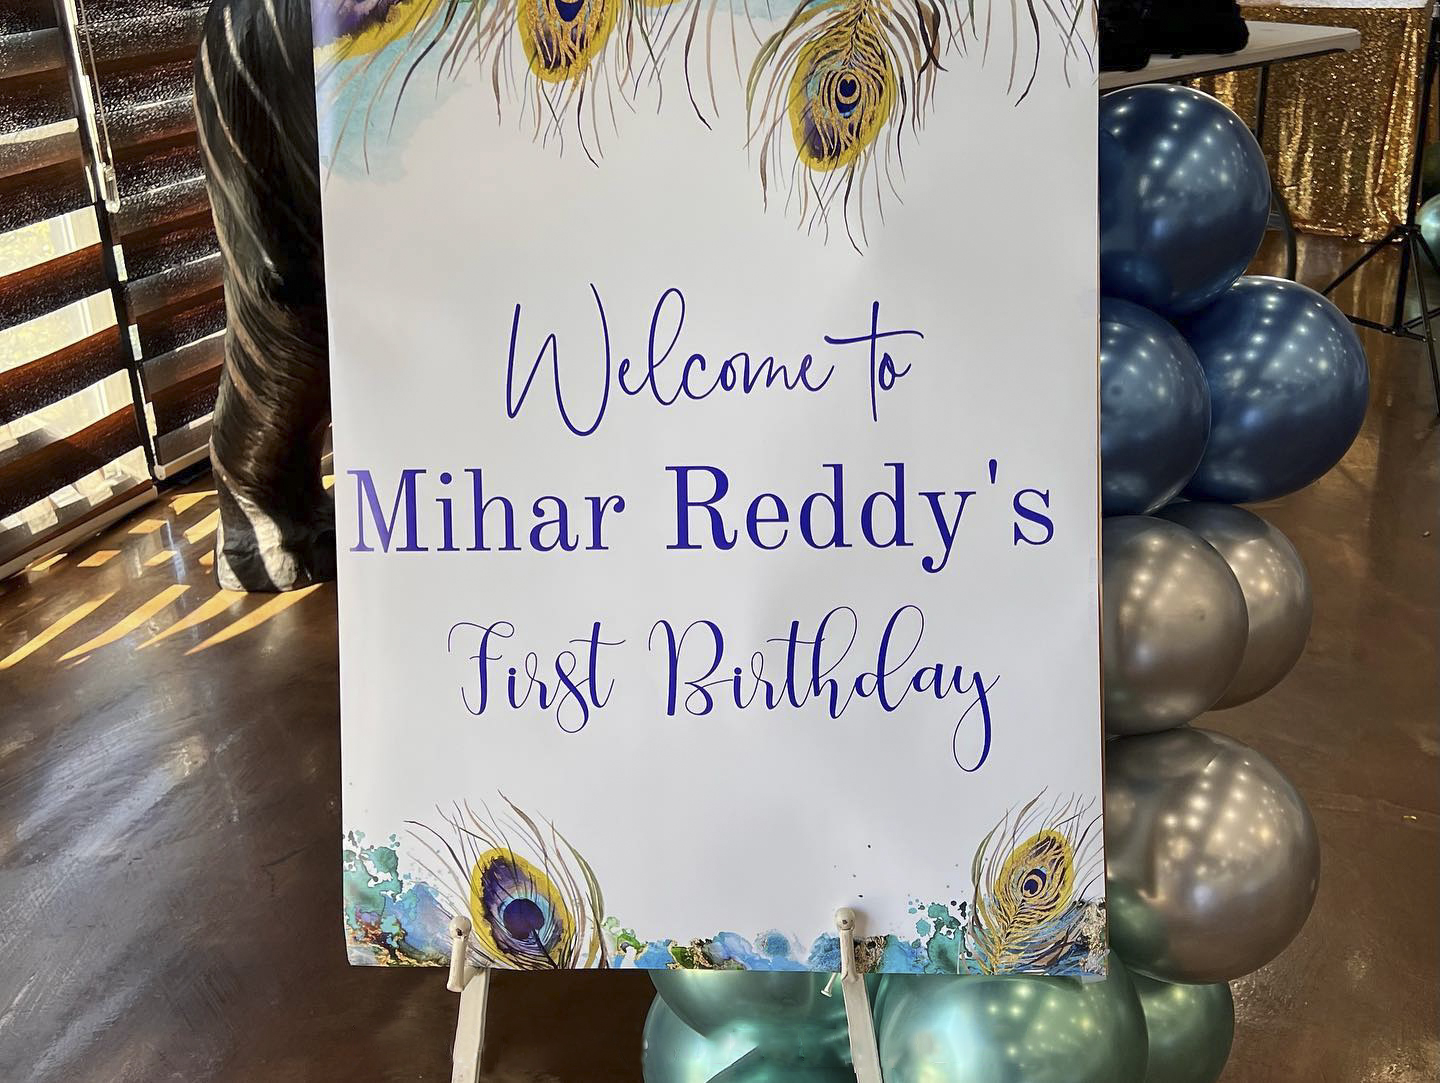 Welcome to
Mihar Reddy's
First Birthday